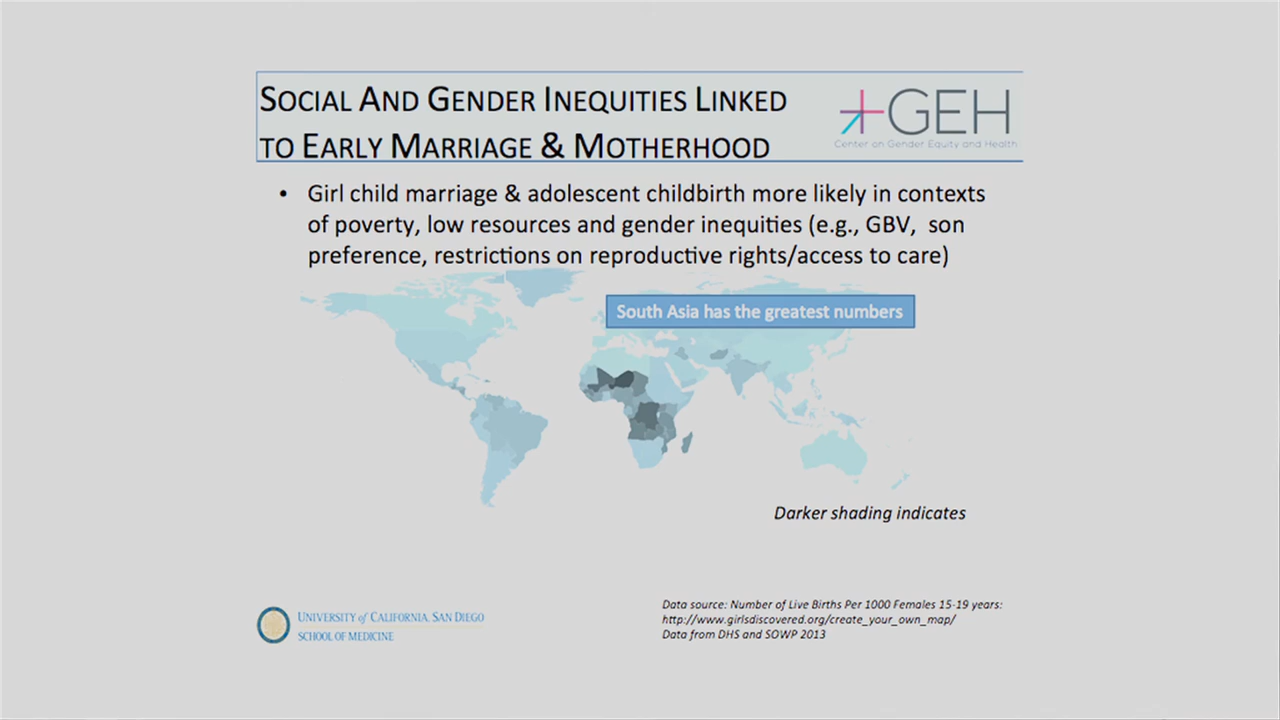 SOCIAL AND GENDER INEQUITIES LINKED
TO EARLY MARRIAGE & MOTHERHOOD
GEH
Center on Gender Equity and Health
• Girl child marriage & adolescent childbirth more likely in contexts
of poverty, low resources and gender inequities (e.g., GBV, son
preference, restrictions on reproductive rights/access to care)
South Asia has the greatest numbers
Darker shading indicates
UNIVERSITY of CALIFORNIA, SAN DIEGO
SCHOOL OF MEDICINE
Data source: Number of Live Births Per 1000 Females 15-19 years:
http://www.girlsdiscovered.org/create_your_own_map/
Data from DHS and SOWP 2013